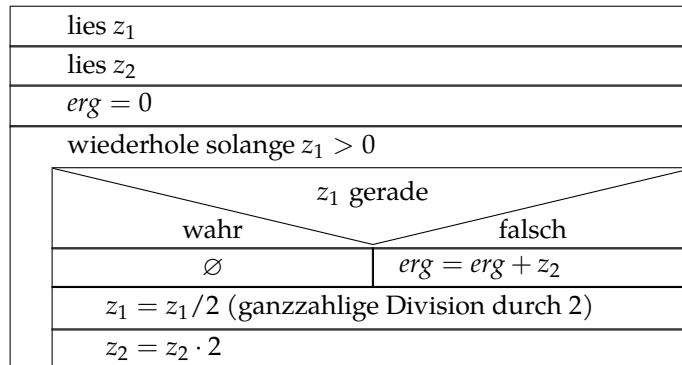 lies z₁
lies z₂
erg = 0
wiederhole solange z₁ > 0
z₁ gerade
wahr falsch
∅ erg = erg + z₂
z₁ = z₁/2 (ganzzahlige Division durch 2)
z₂ = z₂ · 2